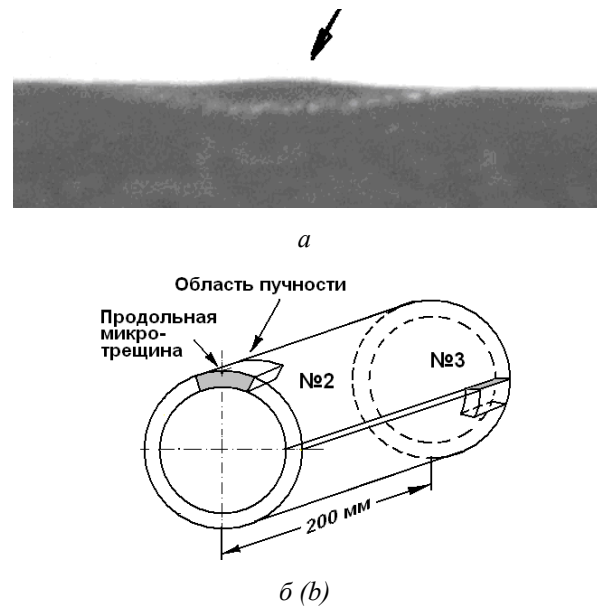 а
Область пучности
Продольная
микро-
трещина
№2
№3
200 мм
б (b)